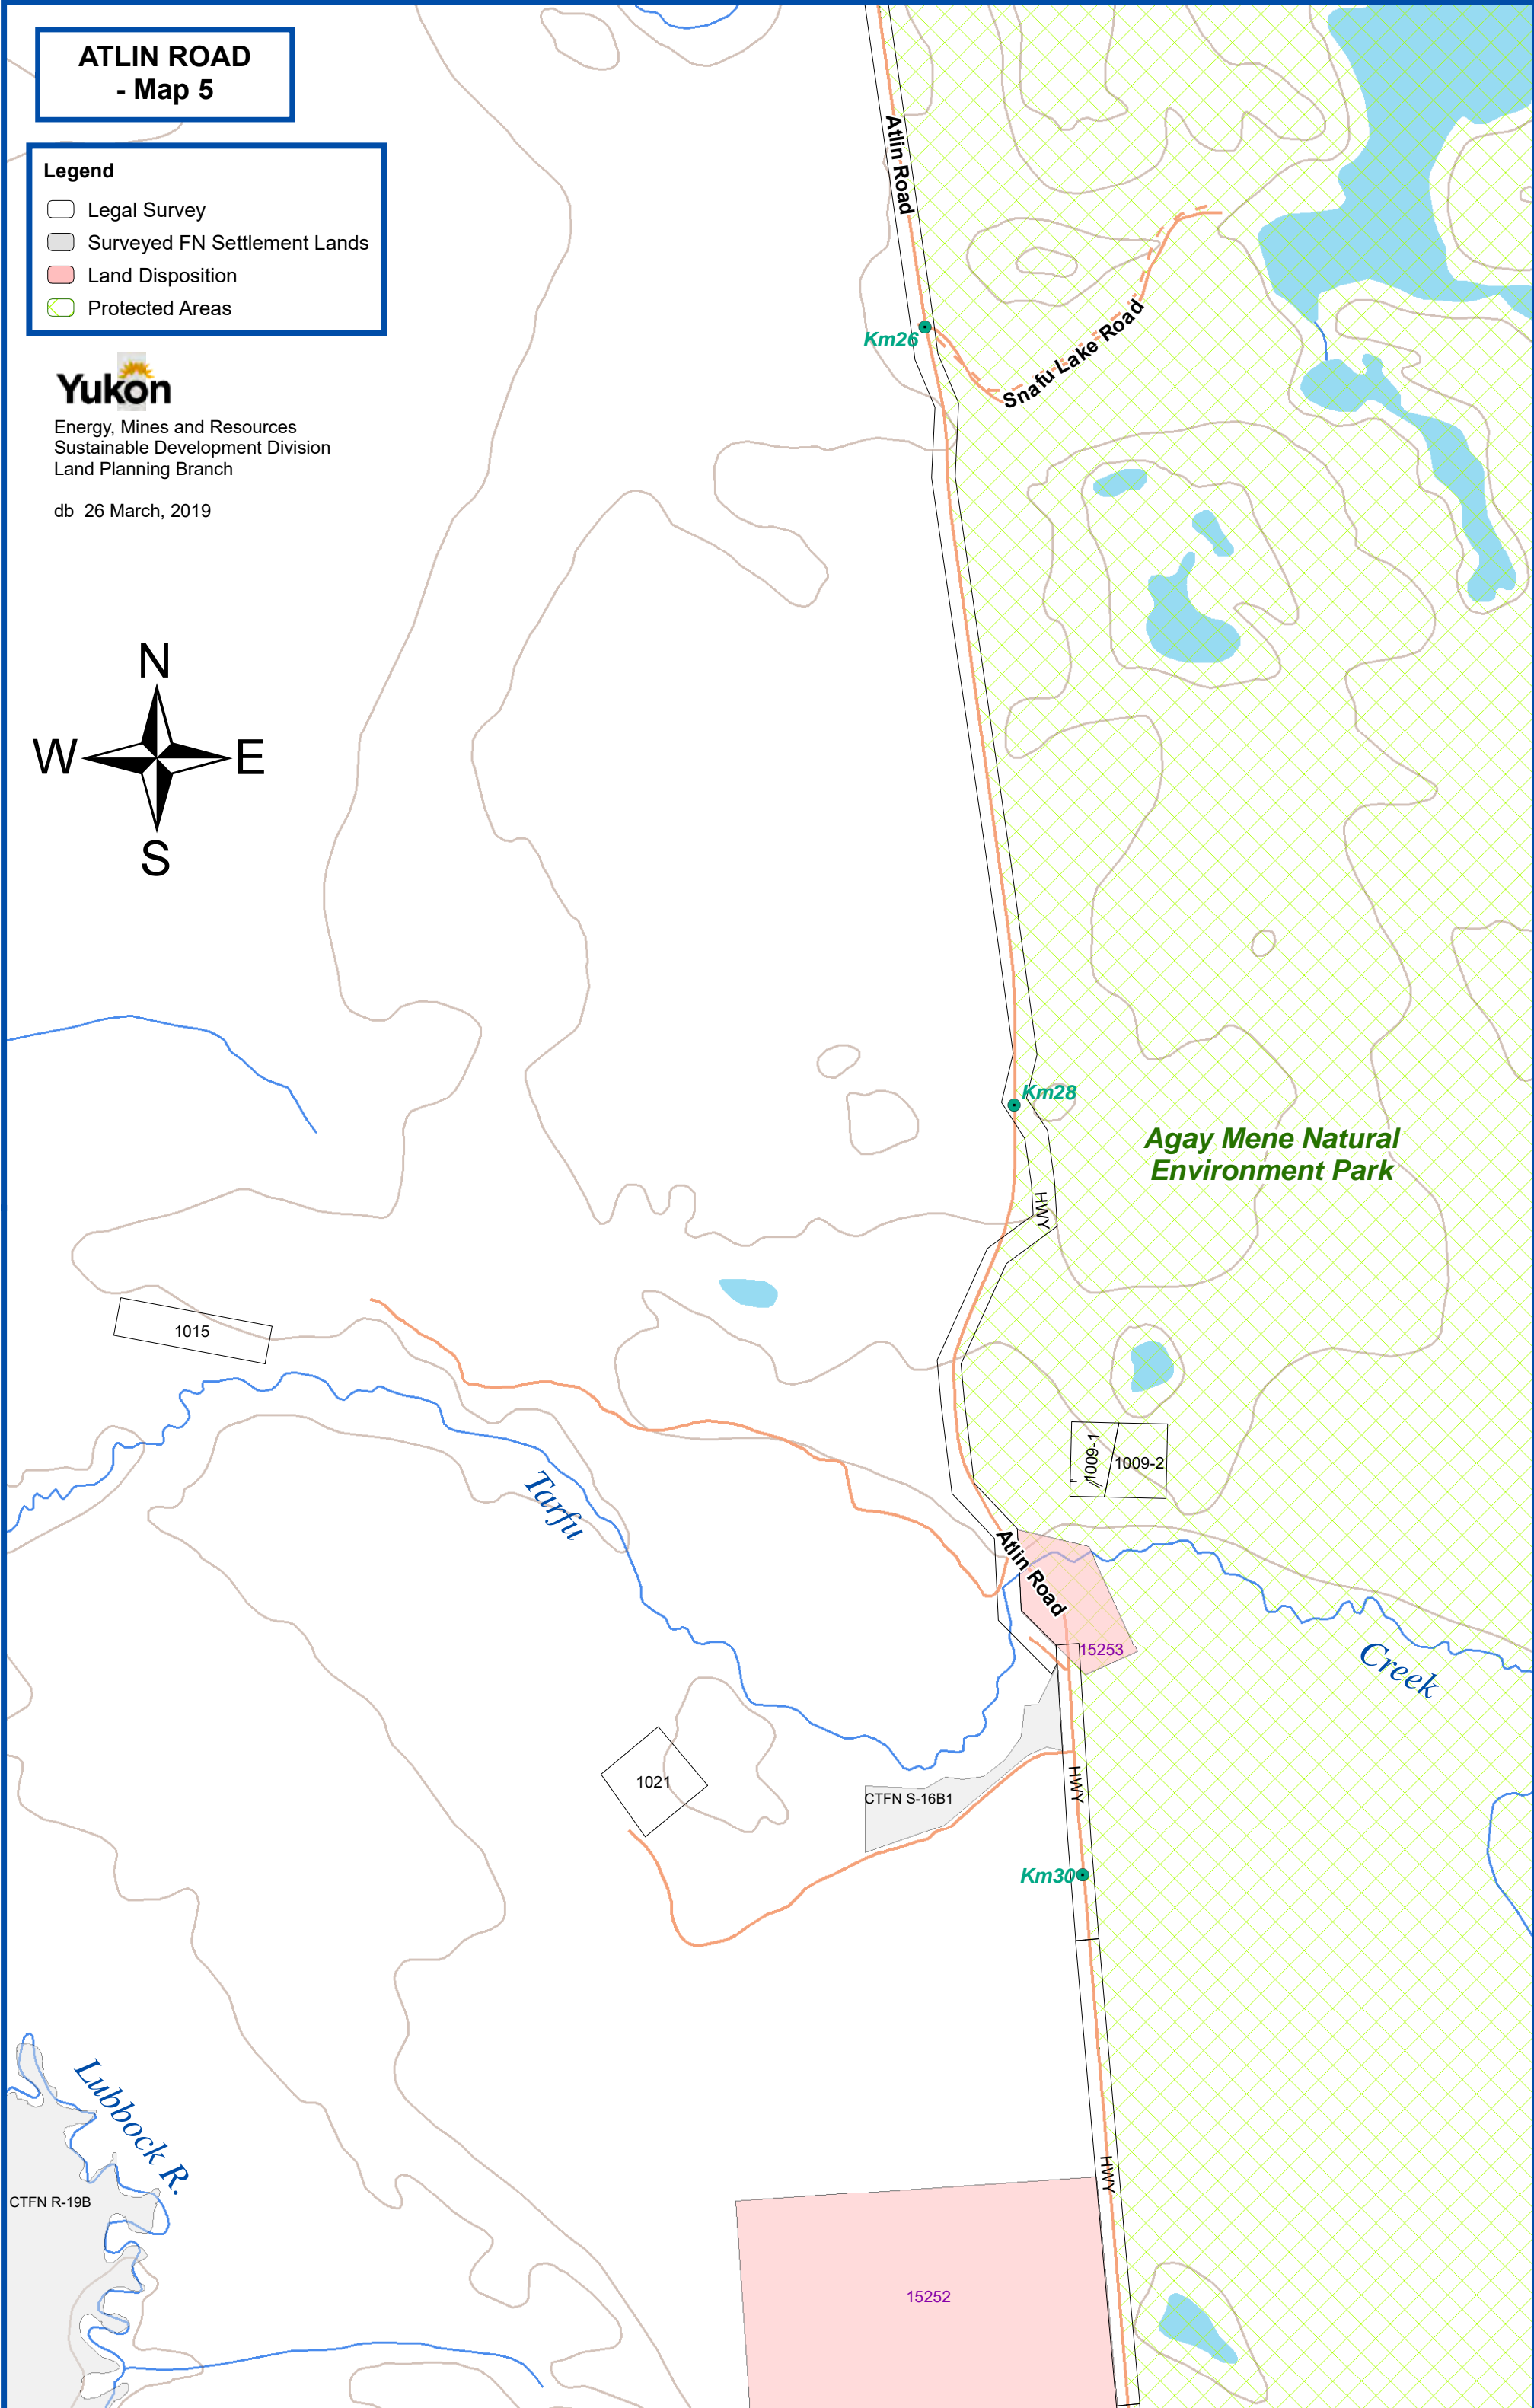 ATLIN ROAD
- Map 5
Legend
Legal Survey
Surveyed FN Settlement Lands
Land Disposition
Protected Areas
Yukon
Energy, Mines and Resources
Sustainable Development Division
Land Planning Branch
db 26 March, 2019
N
W
E
S
Atlin Road
Km26
Snafu Lake Road
Km28
Agay Mene Natural
Environment Park
HWY
1015
1009-1
1009-2
Tarfu
Atlin Road
15253
Creek
1021
CTFN S-16B1
HWY
Km30
Lubbock R.
CTFN R-19B
HWY
15252